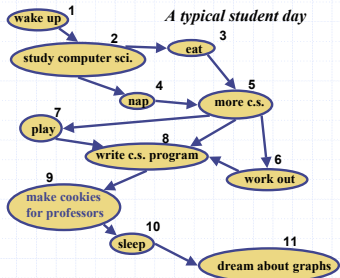 A typical student day
1
wake up
2
study computer sci.
3
eat
4
nap
5
more c.s.
7
play
8
write c.s. program
6
work out
9
make cookies
for professors
10
sleep
11
dream about graphs